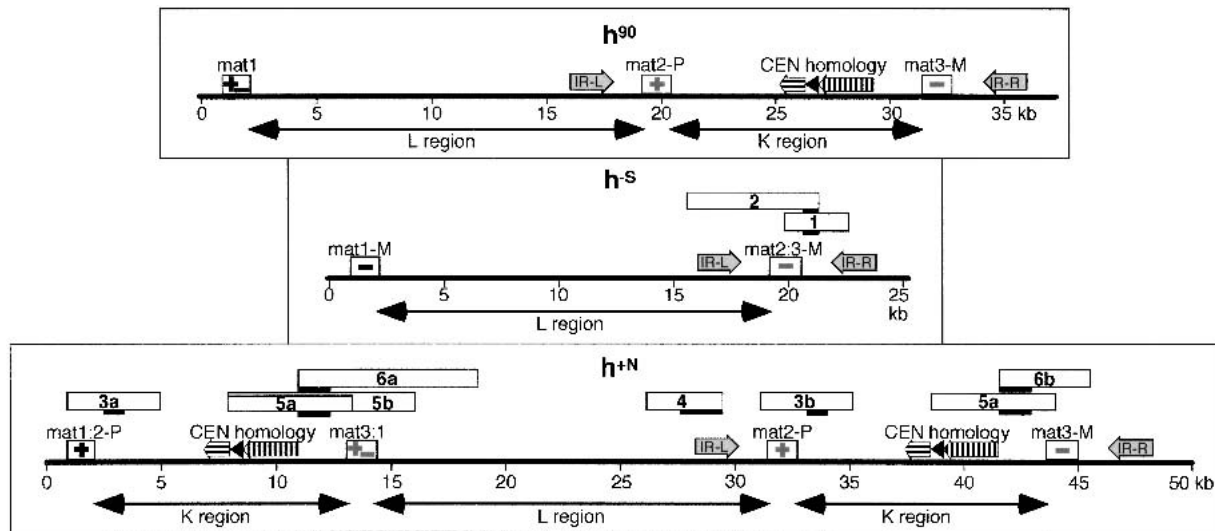 h90
mat1 IR-L mat2-P CEN homology mat3-M IR-R
+- + -
0 5 10 15 20 25 30 35 kb
L region K region
h-S
2
1
mat1-M IR-L mat2:3-M IR-R
- -
0 5 10 15 20 25
kb
L region
h+N
6a 6b
3a 5a 5b 4 3b 5a
mat1:2-P CEN homology mat3:1 IR-L mat2-P CEN homology mat3-M IR-R
+ +- + -
0 5 10 15 20 25 30 35 40 45 50 kb
K region L region K region